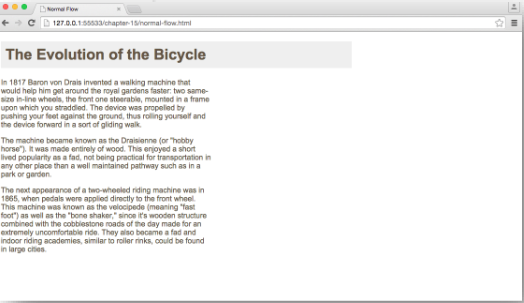 Normal Flow
127.0.0.1:55533/chapter-15/normal-flow.html
The Evolution of the Bicycle
In 1817 Baron von Drais invented a walking machine that
would help him get around the royal gardens faster: two same-
size in-line wheels, the front one steerable, mounted in a frame
upon which you straddled. The device was propelled by
pushing your feet against the ground, thus rolling yourself and
the device forward in a sort of gliding walk.
The machine became known as the Draisienne (or "hobby
horse"). It was made entirely of wood. This enjoyed a short
lived popularity as a fad, not being practical for transportation in
any other place than a well maintained pathway such as in a
park or garden.
The next appearance of a two-wheeled riding machine was in
1865, when pedals were applied directly to the front wheel.
This machine was known as the velocipede (meaning "fast
foot") as well as the "bone shaker," since it's wooden structure
combined with the cobblestone roads of the day made for an
extremely uncomfortable ride. They also became a fad and
indoor riding academies, similar to roller rinks, could be found
in large cities.